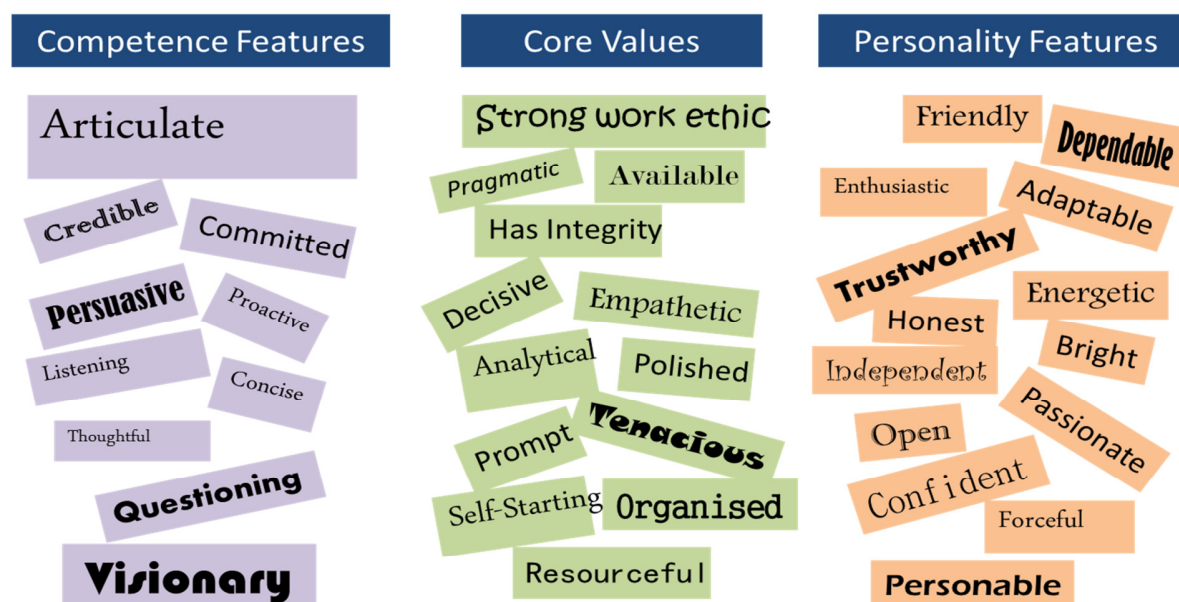 Competence Features
Articulate
Credible
Committed
Persuasive
Proactive
Listening
Concise
Thoughtful
Questioning
Visionary
Core Values
Strong work ethic
Pragmatic
Available
Has Integrity
Decisive
Empathetic
Analytical
Polished
Tenacious
Prompt
Self-Starting
Organised
Resourceful
Personality Features
Friendly
Dependable
Enthusiastic
Adaptable
Trustworthy
Energetic
Honest
Bright
Independent
Passionate
Open
Confident
Forceful
Personable